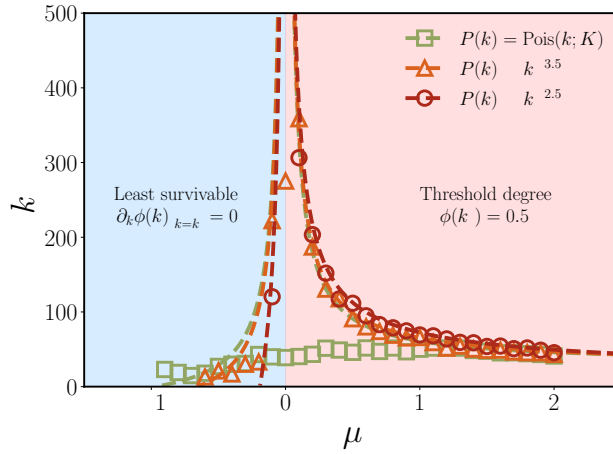 500
400
300
200
100
0
k
P(k) = Pois(k; K)
P(k) k 3.5
P(k) k 2.5
Least survivable
∂kϕ(k) k=k = 0
Threshold degree
ϕ(k ) = 0.5
1 0 1 2
μ